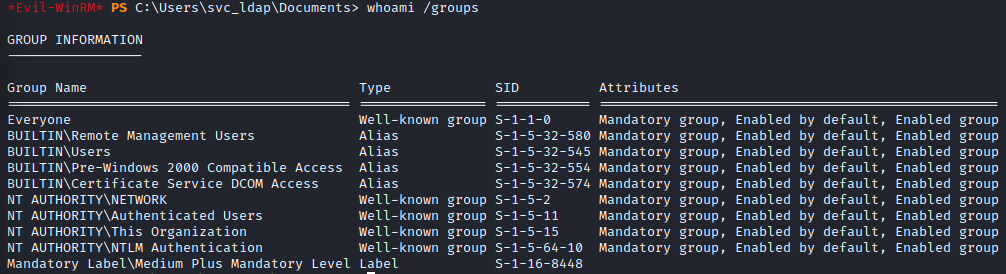 *Evil-WinRM* PS C:\Users\svc_ldap\Documents> whoami /groups
GROUP INFORMATION
-----------------
Group Name Type SID Attributes
========================================== ================ ============ ==================================================
Everyone Well-known group S-1-1-0 Mandatory group, Enabled by default, Enabled group
BUILTIN\Remote Management Users Alias S-1-5-32-580 Mandatory group, Enabled by default, Enabled group
BUILTIN\Users Alias S-1-5-32-545 Mandatory group, Enabled by default, Enabled group
BUILTIN\Pre-Windows 2000 Compatible Access Alias S-1-5-32-554 Mandatory group, Enabled by default, Enabled group
BUILTIN\Certificate Service DCOM Access Alias S-1-5-32-574 Mandatory group, Enabled by default, Enabled group
NT AUTHORITY\NETWORK Well-known group S-1-5-2 Mandatory group, Enabled by default, Enabled group
NT AUTHORITY\Authenticated Users Well-known group S-1-5-11 Mandatory group, Enabled by default, Enabled group
NT AUTHORITY\This Organization Well-known group S-1-5-15 Mandatory group, Enabled by default, Enabled group
NT AUTHORITY\NTLM Authentication Well-known group S-1-5-64-10 Mandatory group, Enabled by default, Enabled group
Mandatory Label\Medium Plus Mandatory Level Label S-1-16-8448